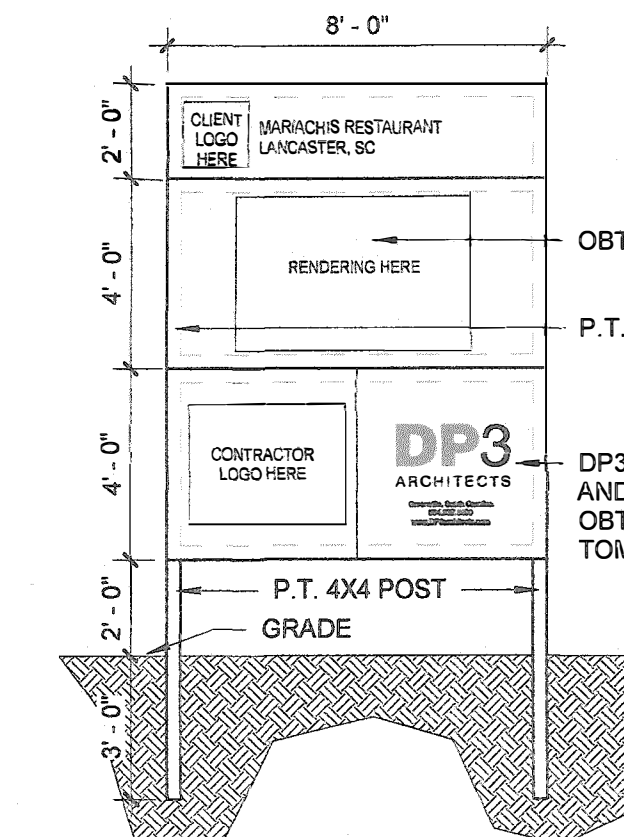 8' - 0"
2' - 0"
CLIENT
LOGO
HERE
MARIACHIS RESTAURANT
LANCASTER, SC
4' - 0"
RENDERING HERE
OBT
P.T.
4' - 0"
CONTRACTOR
LOGO HERE
DP3
ARCHITECTS
DP3
AND
OBT
2' - 0"
P.T. 4X4 POST
GRADE
3' - 0"